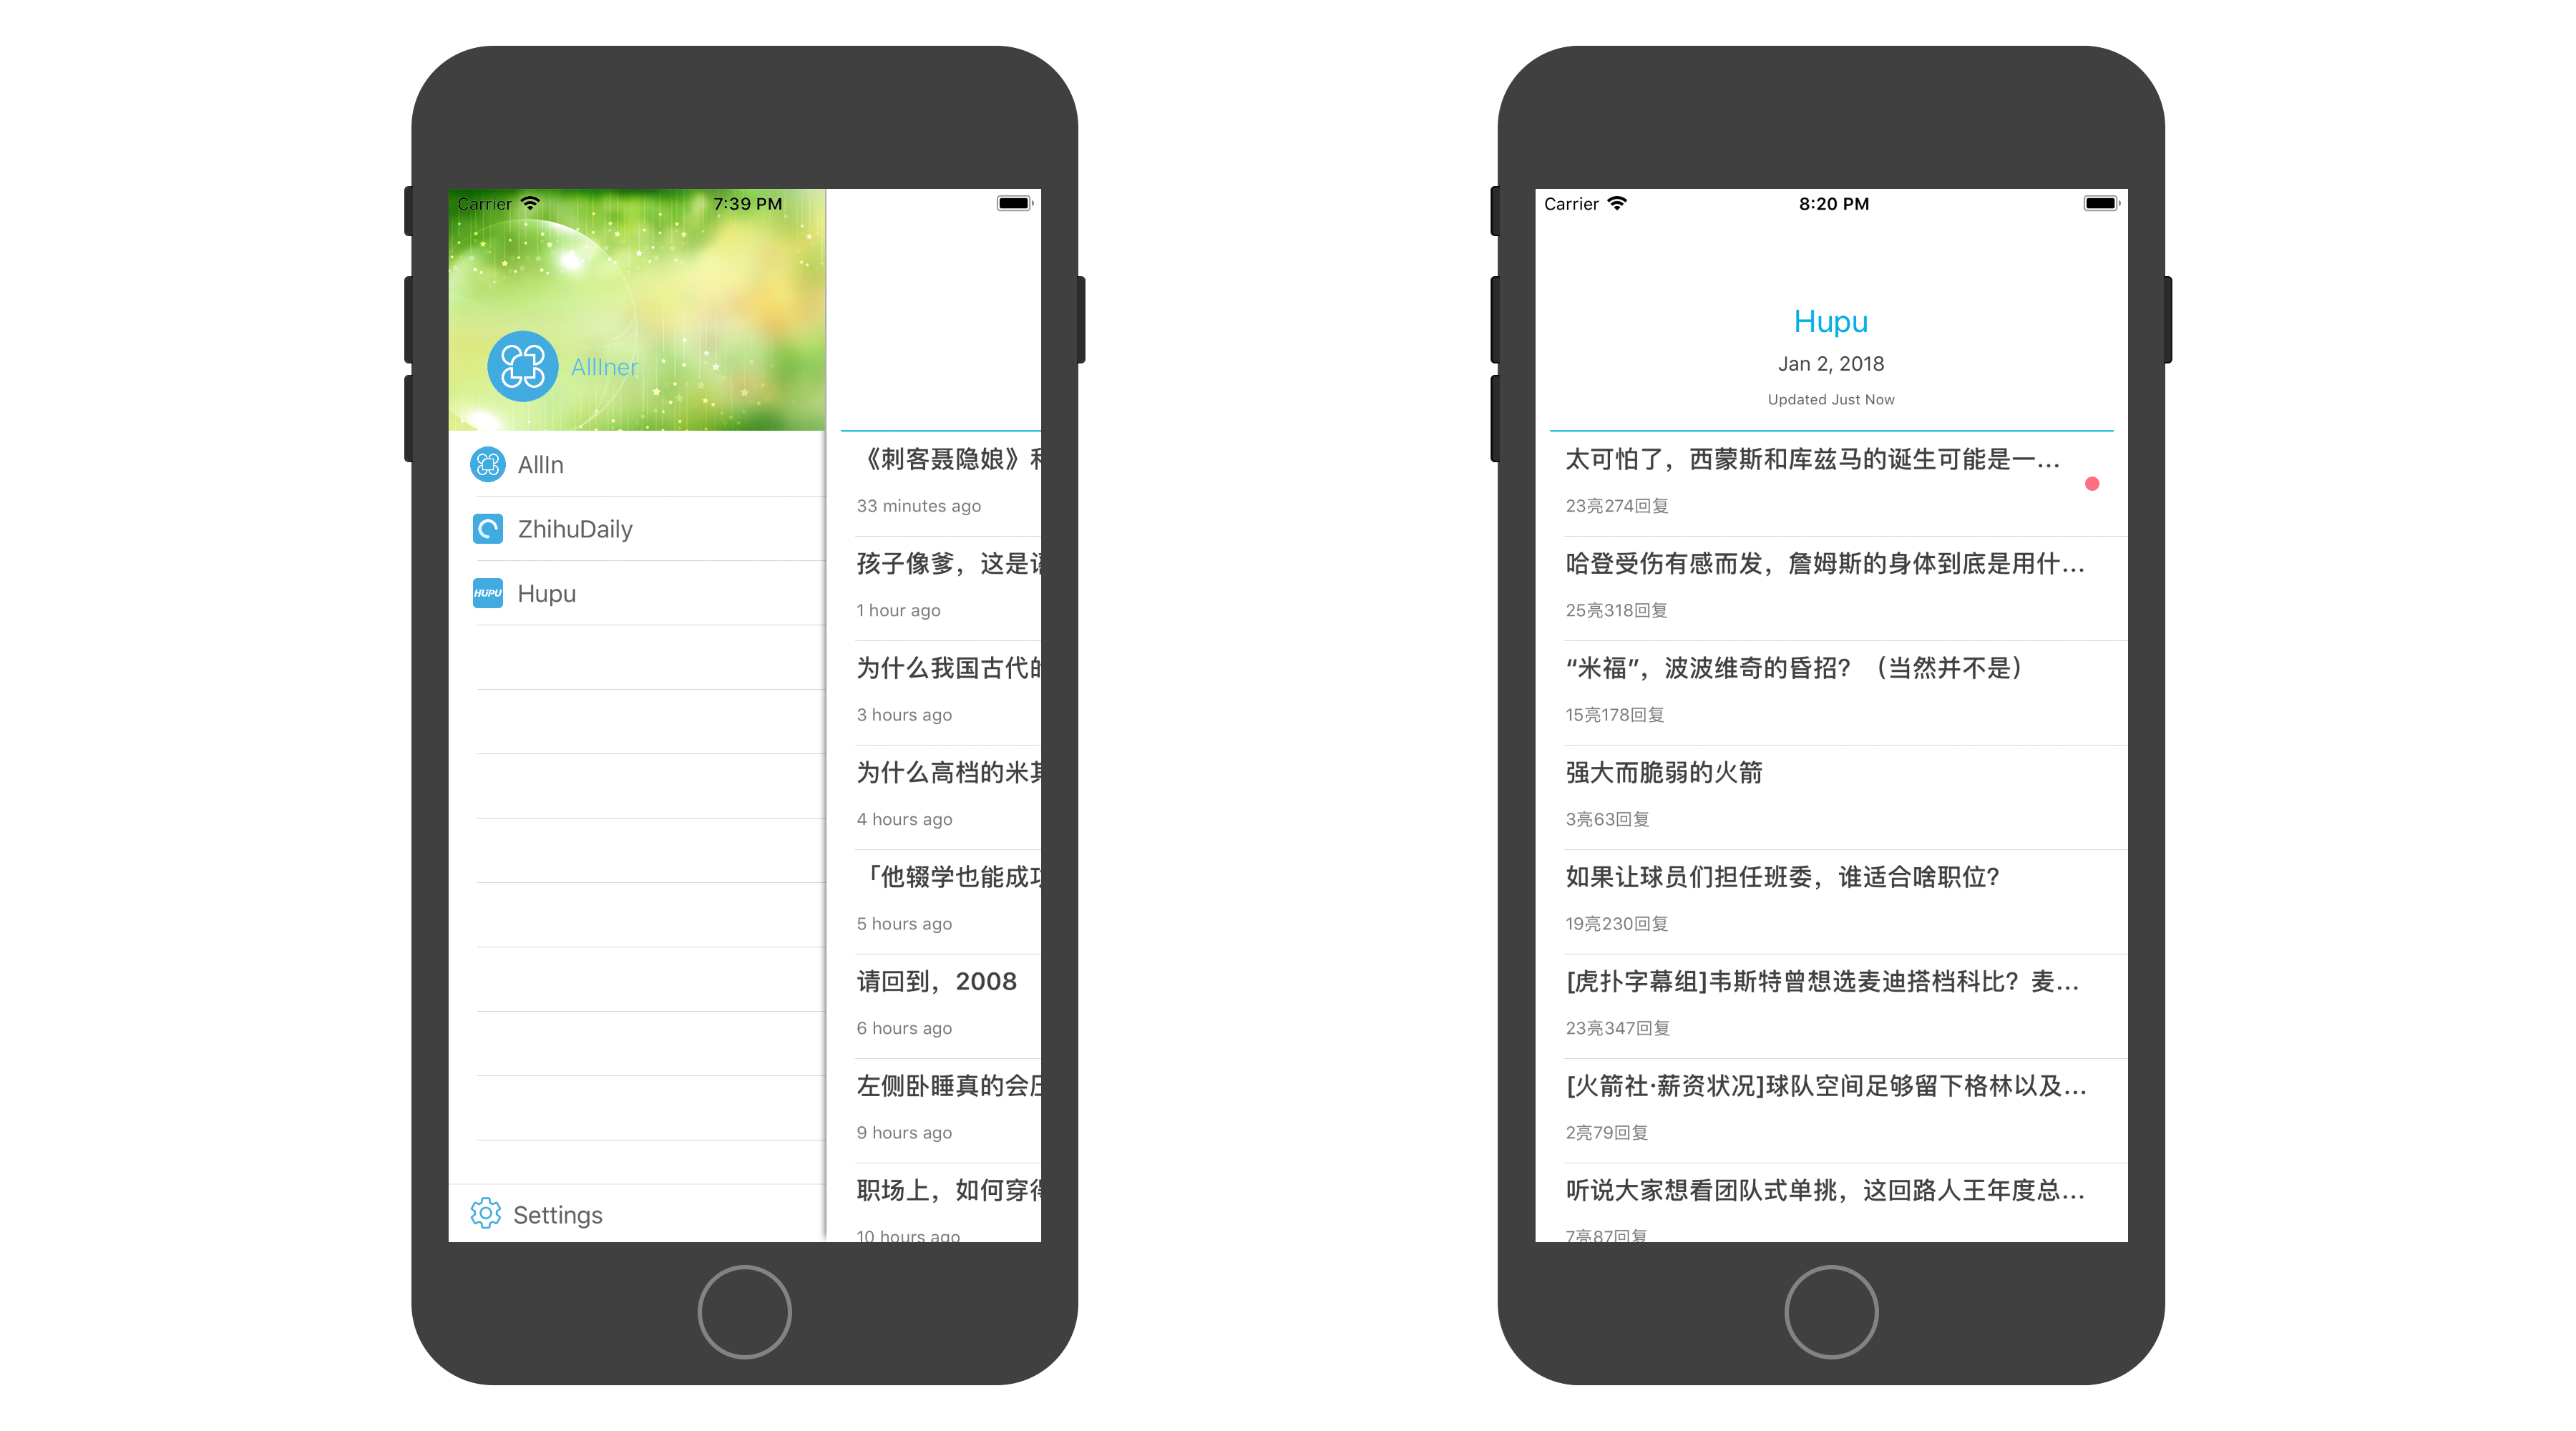 Carrier
7:39 PM
AllIner
AllIn
ZhihuDaily
HUPU
Hupu
Settings
《刺客聂隐娘》和
33 minutes ago
孩子像爹，这是
1 hour ago
为什么我国古代的
3 hours ago
为什么高档的米其
4 hours ago
「他辍学也能成功
5 hours ago
请回到，2008
6 hours ago
左侧卧睡真的会压
9 hours ago
职场上，如何穿得
10 hours ago
Carrier
8:20 PM
Hupu
Jan 2, 2018
Updated Just Now
太可怕了，西蒙斯和库兹马的诞生可能是一...
23亮274回复
哈登受伤有感而发，詹姆斯的身体到底是用什...
25亮318回复
“米福”，波波维奇的昏招？（当然并不是）
15亮178回复
强大而脆弱的火箭
3亮63回复
如果让球员们担任班委，谁适合啥职位？
19亮230回复
[虎扑字幕组]韦斯特曾想选麦迪搭档科比？麦...
23亮347回复
[火箭社·薪资状况]球队空间足够留下格林以及...
2亮79回复
听说大家想看团队式单挑，这回路人王年度总...
7亮87回复